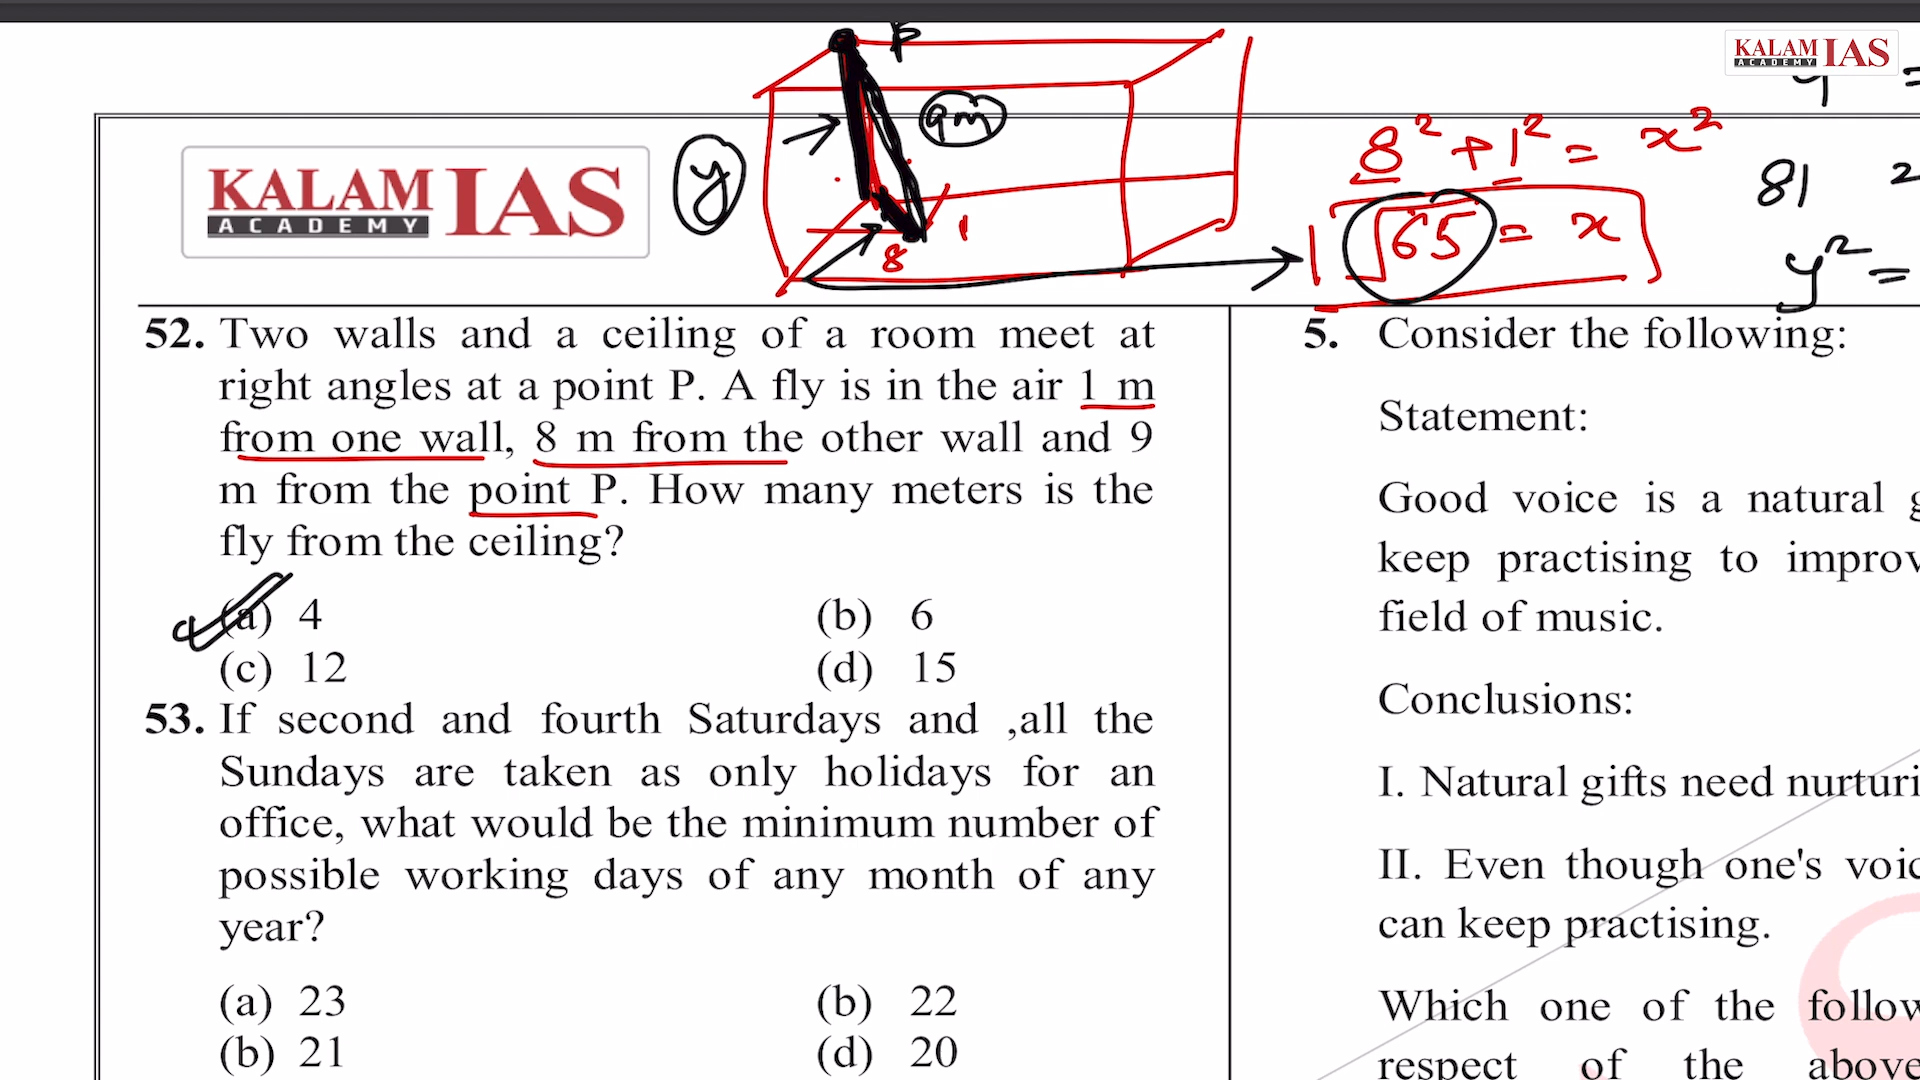 KALAM IAS
ACADEMY
P
9m
y
1
8
8² + 1² = x²
√65 = x
81
y² =
KALAM IAS
ACADEMY
52. Two walls and a ceiling of a room meet at
right angles at a point P. A fly is in the air 1 m
from one wall, 8 m from the other wall and 9
m from the point P. How many meters is the
fly from the ceiling?
(a) 4 (b) 6
(c) 12 (d) 15
53. If second and fourth Saturdays and ,all the
Sundays are taken as only holidays for an
office, what would be the minimum number of
possible working days of any month of any
year?
(a) 23 (b) 22
(b) 21 (d) 20
5. Consider the following:
Statement:
Good voice is a natural g
keep practising to improv
field of music.
Conclusions:
I. Natural gifts need nurturi
II. Even though one's voic
can keep practising.
Which one of the follow
respect of the above